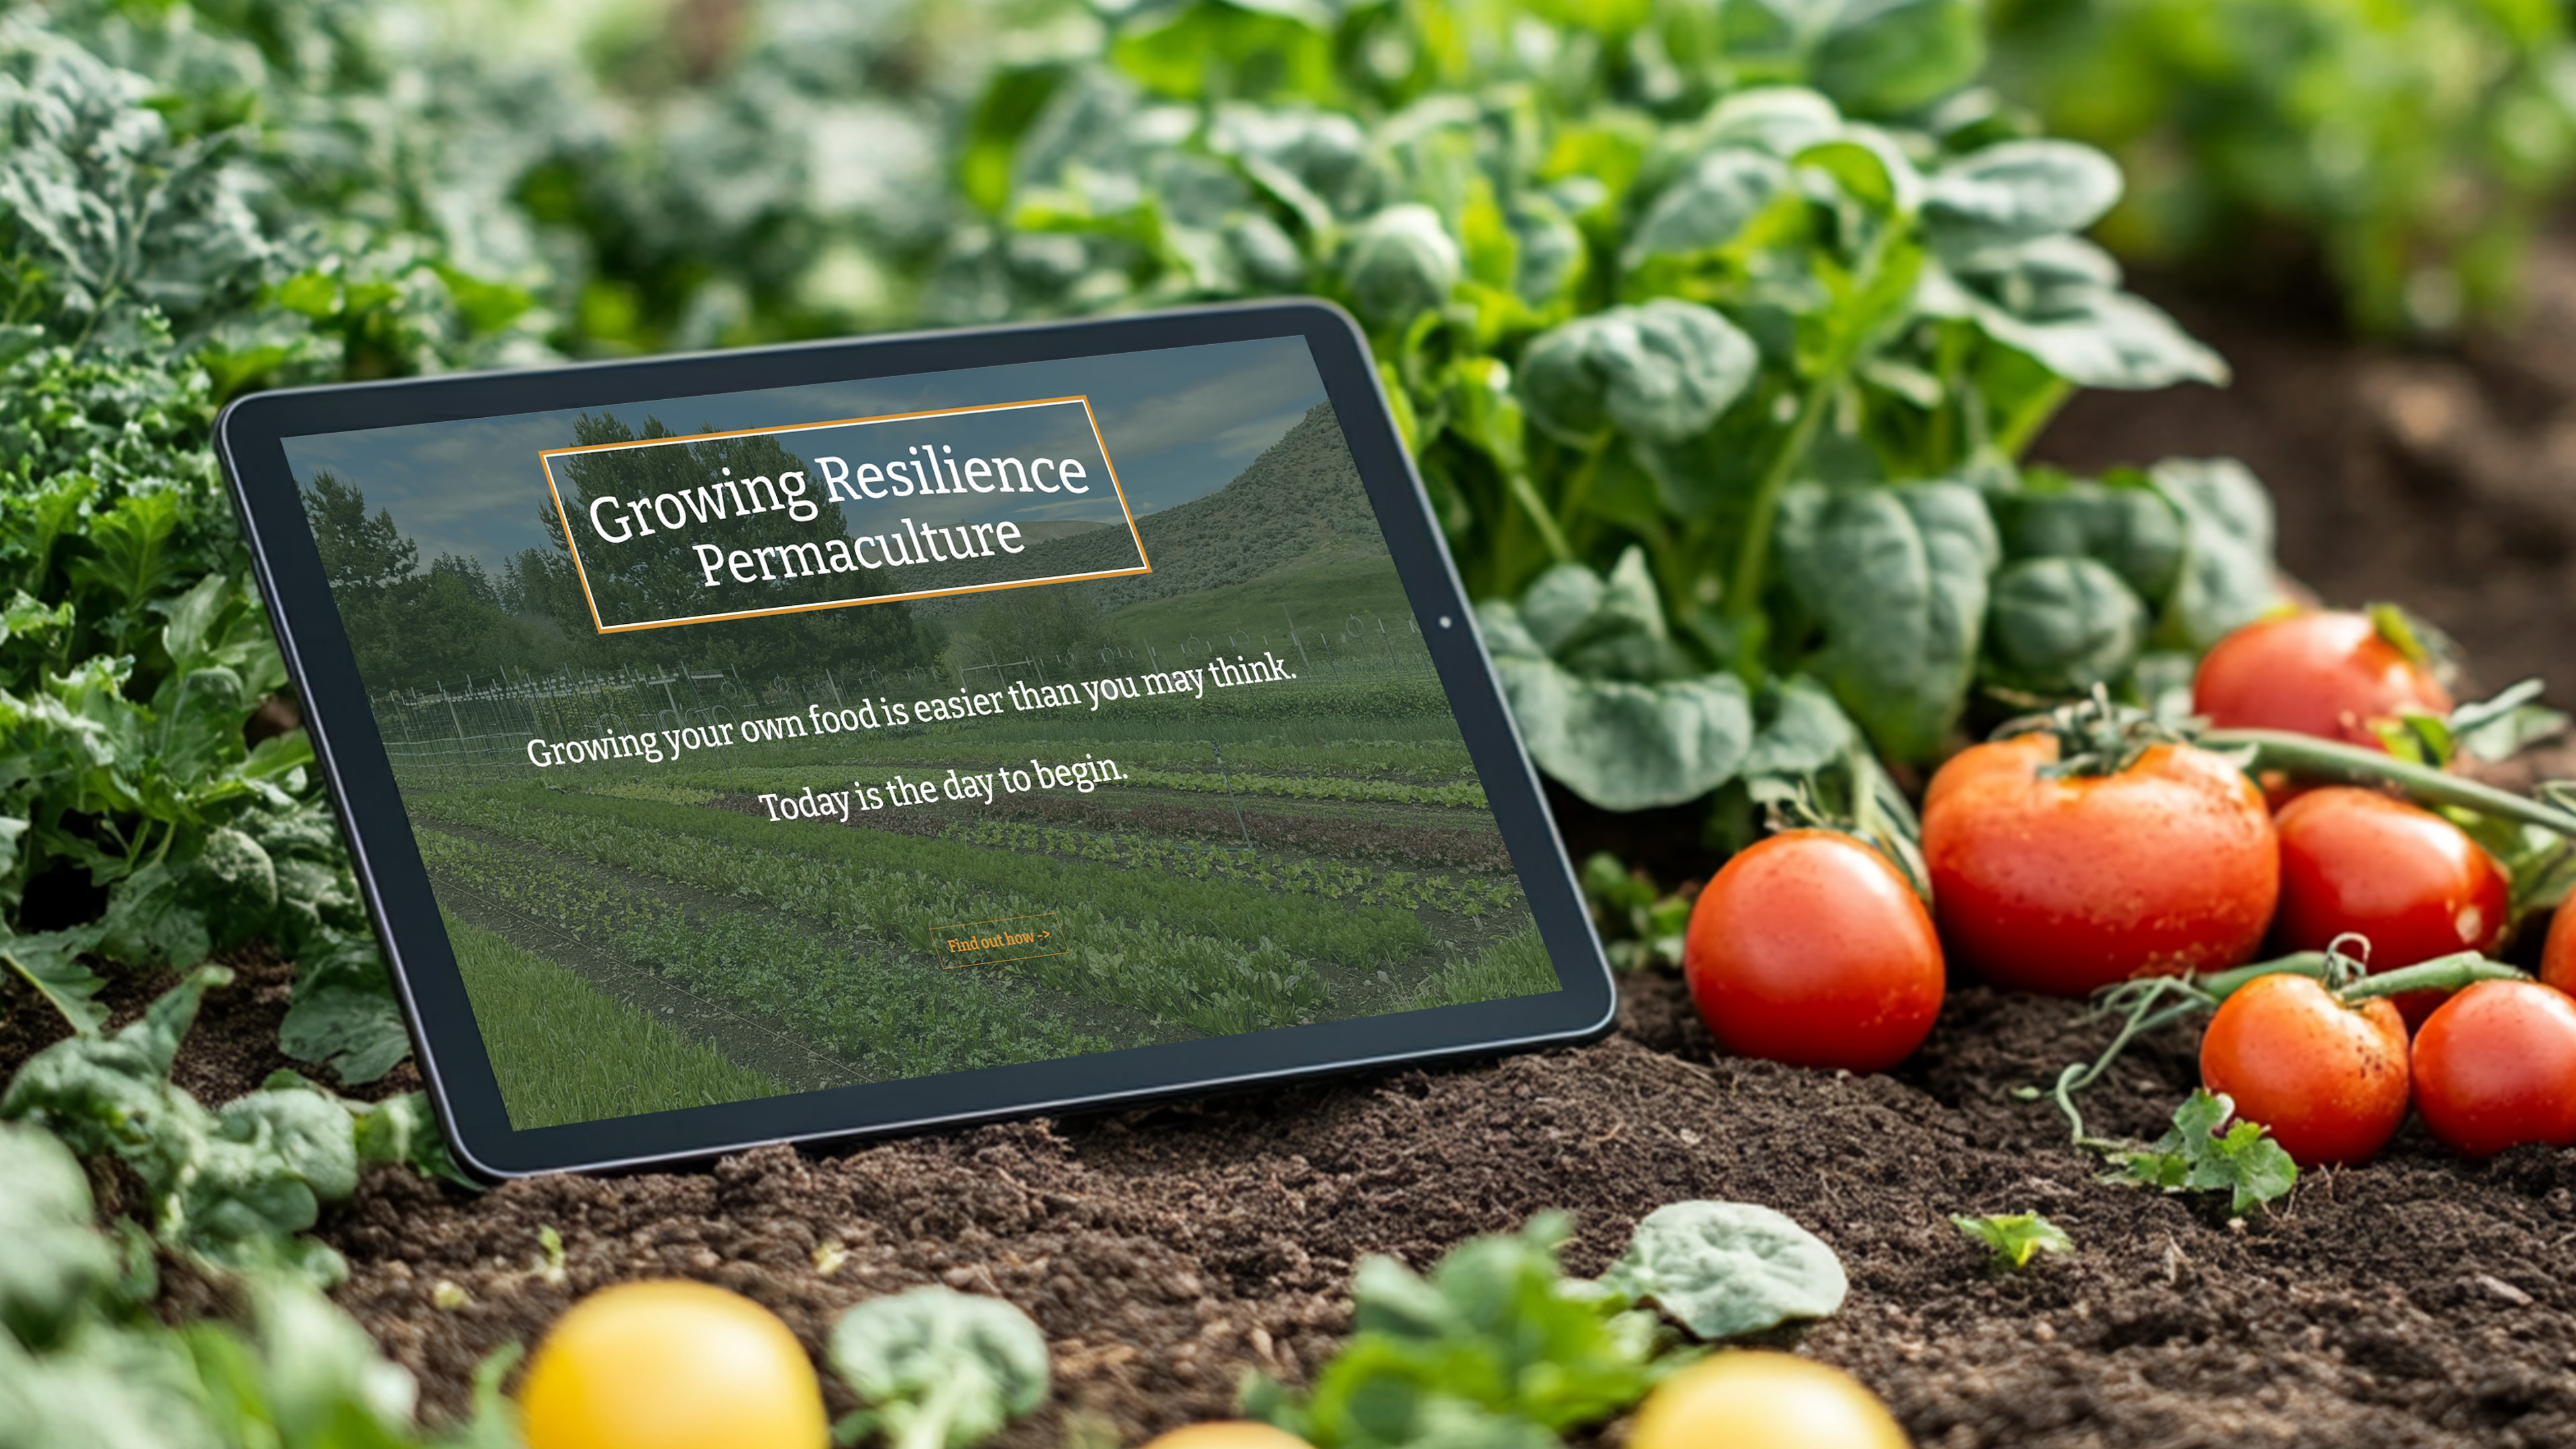 Growing Resilience
Permaculture
Growing your own food is easier than you may think.
Today is the day to begin.
Find out how ->